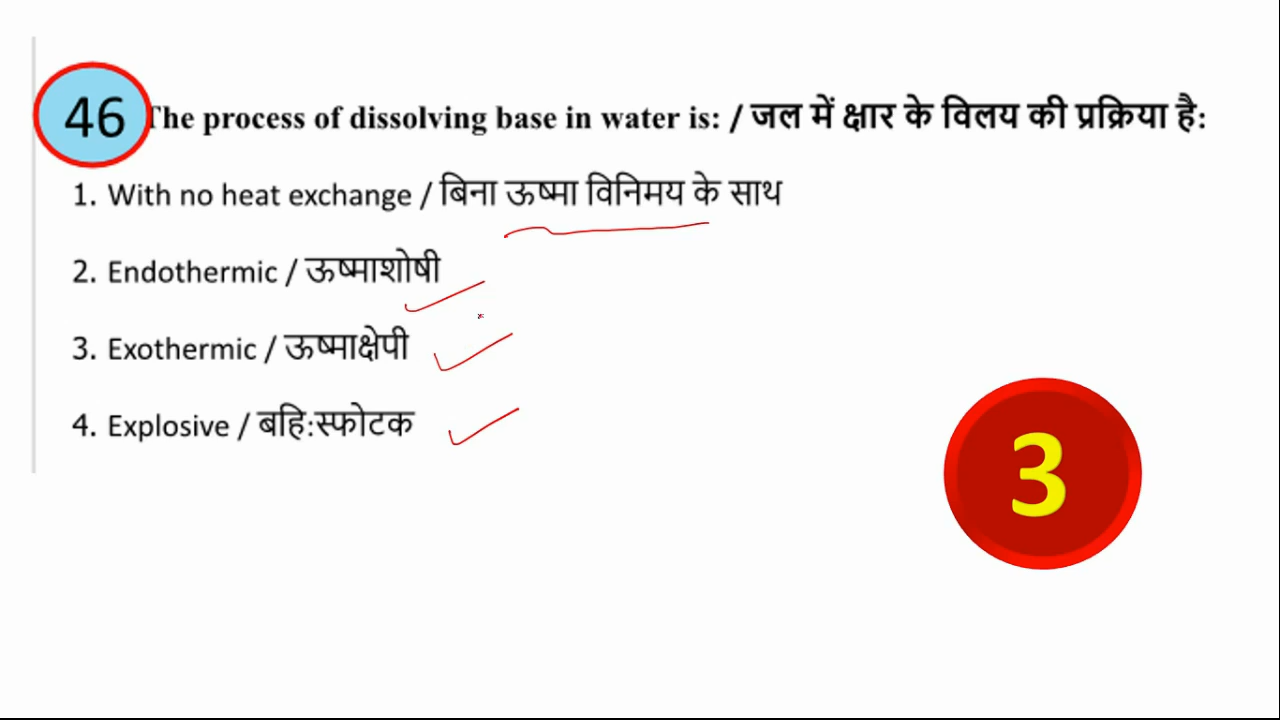 46 The process of dissolving base in water is: / जल में क्षार के विलय की प्रक्रिया है:
1. With no heat exchange / बिना ऊष्मा विनिमय के साथ
2. Endothermic / ऊष्माशोषी
3. Exothermic / ऊष्माक्षेपी
4. Explosive / बहि:स्फोटक
3